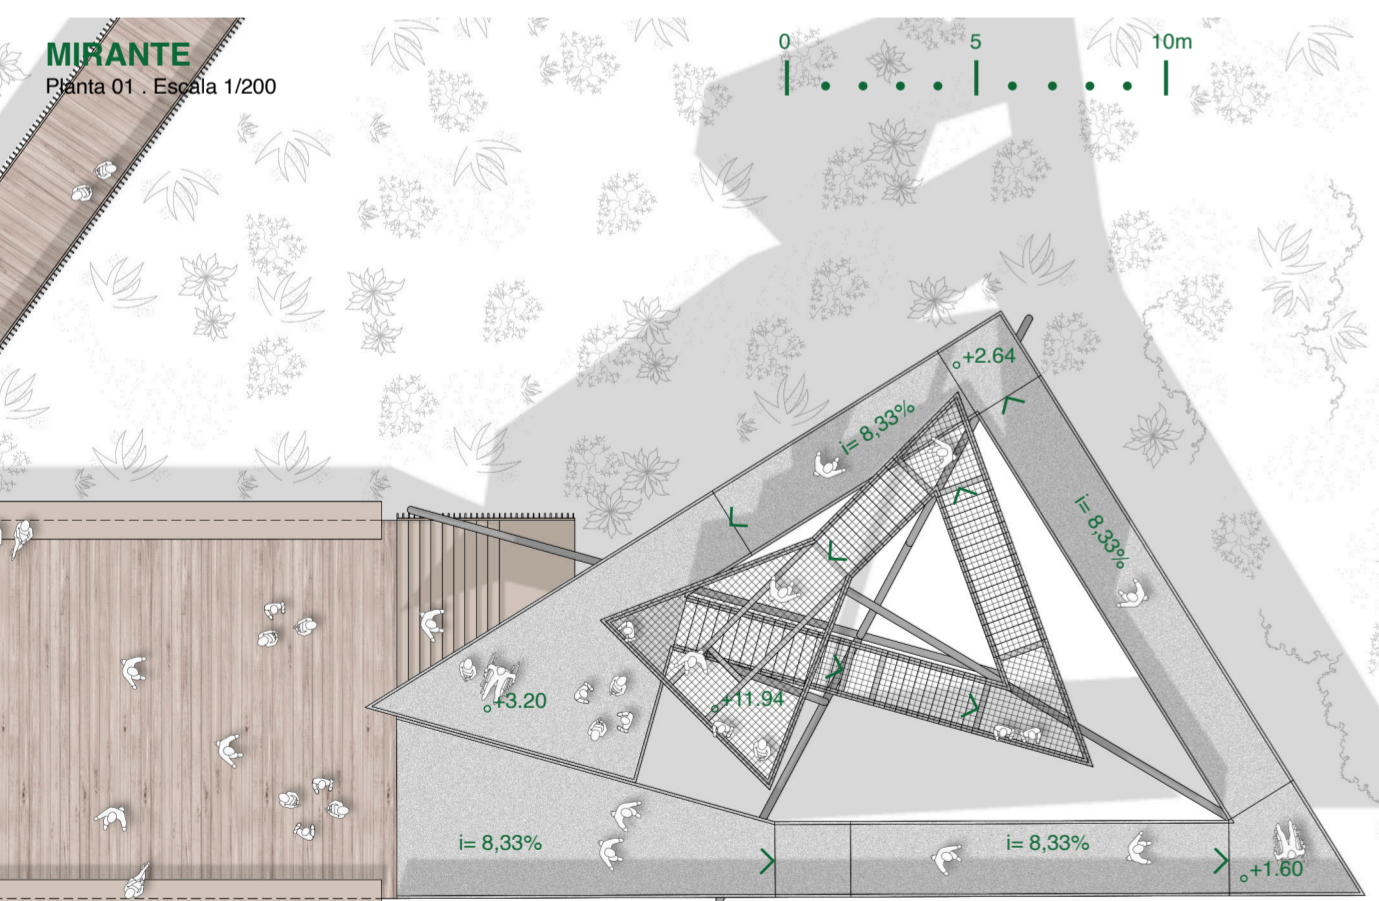 MIRANTE
Planta 01 . Escala 1/200
0 5 10m
+2.64
i= 8,33%
i= 8,33%
+3.20
+11.94
i= 8,33%
i= 8,33%
+1.60